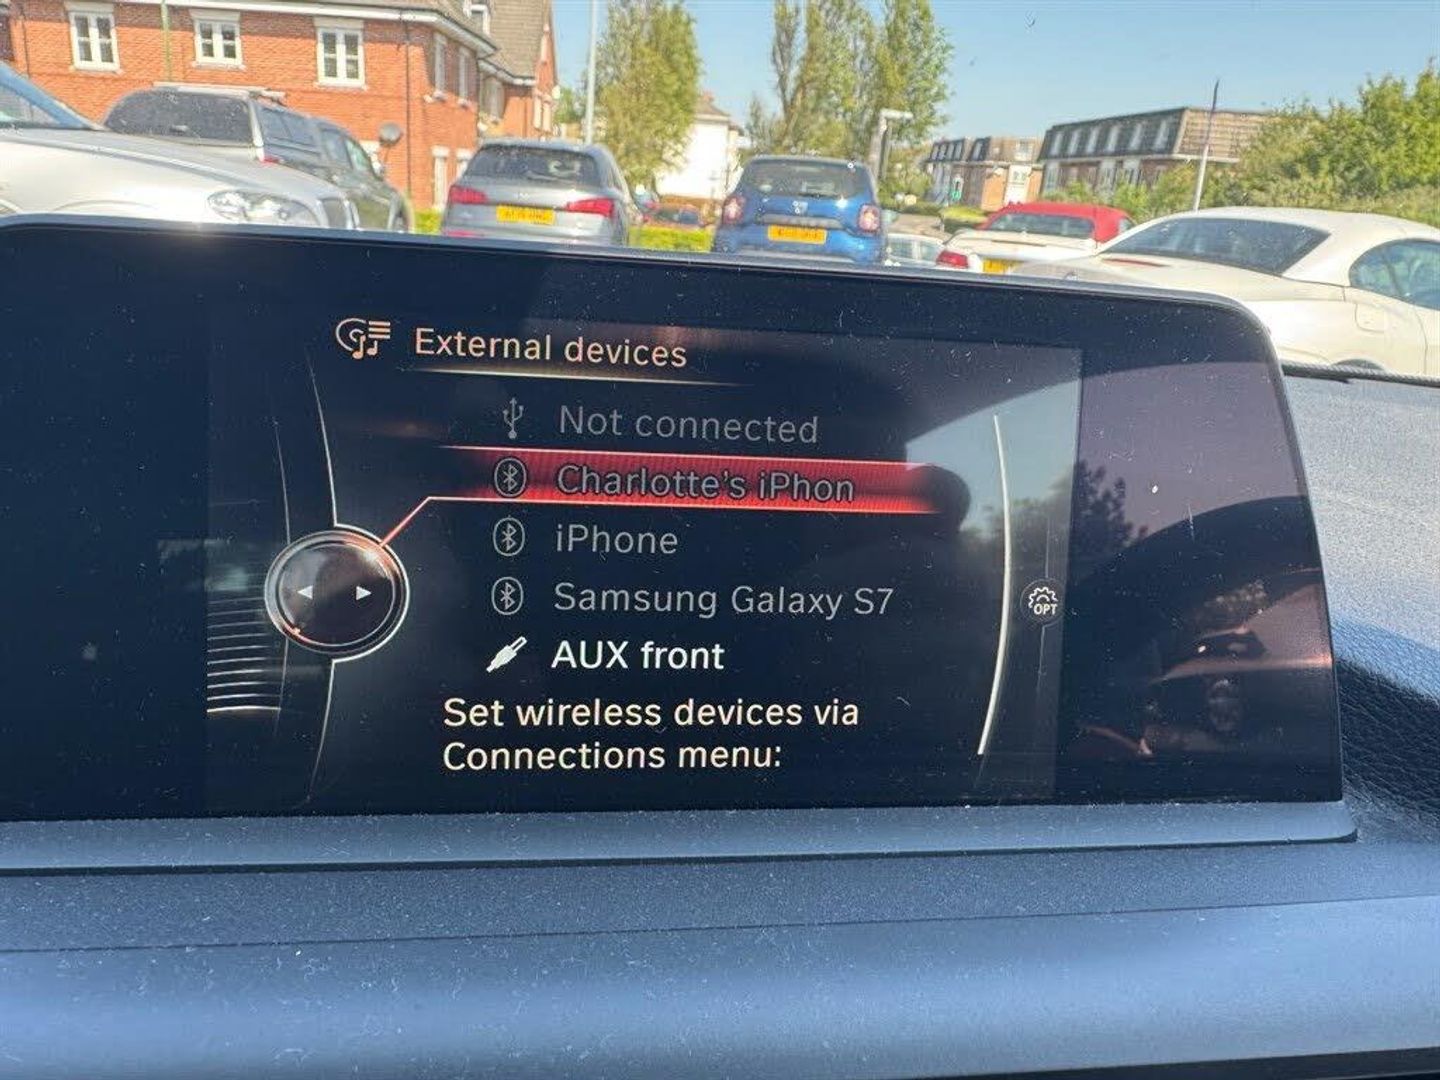 External devices
Not connected
Charlotte's iPhon
iPhone
Samsung Galaxy S7
AUX front
OPT
Set wireless devices via
Connections menu: